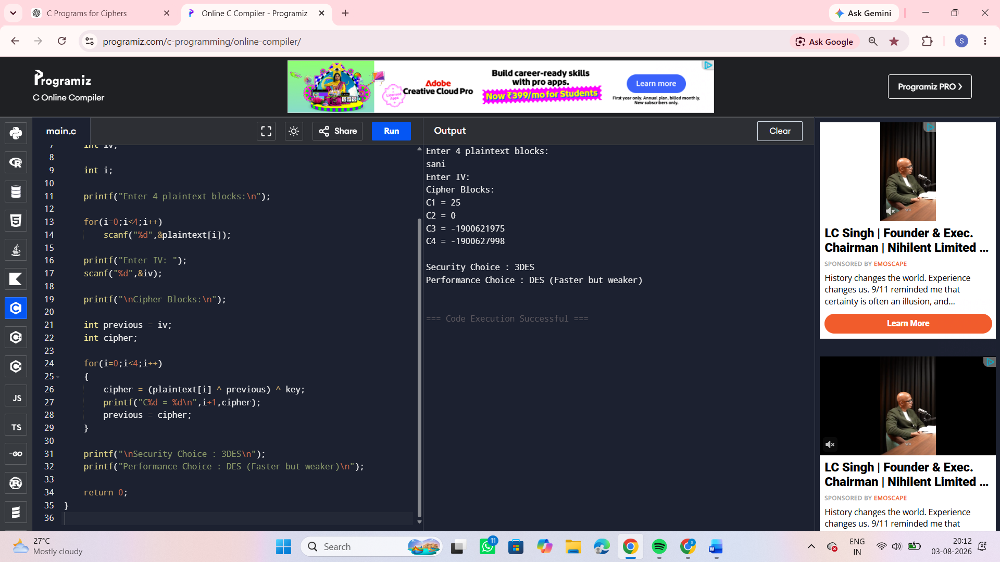 C Programs for Ciphers
Online C Compiler - Programiz
Ask Gemini
programiz.com/c-programming/online-compiler/
Ask Google
S
Programiz
C Online Compiler
Adobe
Creative Cloud Pro
Licensed
Apps
Build career-ready skills
with pro apps.
Now ₹399/mo for Students
Learn more
First year only. Annual plan, billed monthly.
New subscribers only.
Programiz PRO ❯
main.c
Share
Run
Output
Clear
7     int iv;
8
9     int i;
10
11     printf("Enter 4 plaintext blocks:\n");
12
13     for(i=0;i<4;i++)
14         scanf("%d",&plaintext[i]);
15
16     printf("Enter IV: ");
17     scanf("%d",&iv);
18
19     printf("\nCipher Blocks:\n");
20
21     int previous = iv;
22     int cipher;
23
24     for(i=0;i<4;i++)
25     {
26         cipher = (plaintext[i] ^ previous) ^ key;
27         printf("C%d = %d\n",i+1,cipher);
28         previous = cipher;
29     }
30
31     printf("\nSecurity Choice : 3DES\n");
32     printf("Performance Choice : DES (Faster but weaker)\n");
33
34     return 0;
35 }
36
Enter 4 plaintext blocks:
sani
Enter IV:
Cipher Blocks:
C1 = 25
C2 = 0
C3 = -1900621975
C4 = -1900627998
Security Choice : 3DES
Performance Choice : DES (Faster but weaker)
=== Code Execution Successful ===
JS
TS
GO
LC Singh | Founder & Exec.
Chairman | Nihilent Limited ...
SPONSORED BY EMOSCAPE
History changes the world. Experience
changes us. 9/11 reminded me that
certainty is often an illusion, and...
Learn More
LC Singh | Founder & Exec.
Chairman | Nihilent Limited ...
SPONSORED BY EMOSCAPE
History changes the world. Experience
changes us. 9/11 reminded me that
27°C
Mostly cloudy
Search
11
ENG
IN
20:12
03-08-2026